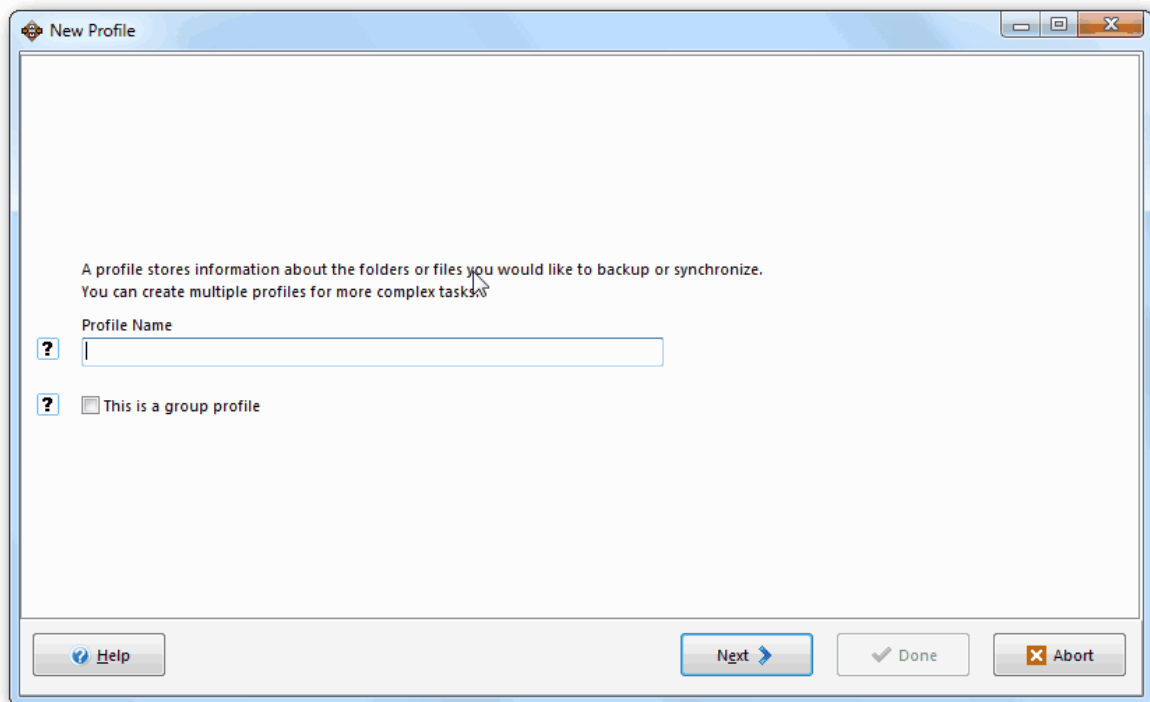 New Profile
A profile stores information about the folders or files you would like to backup or synchronize.
You can create multiple profiles for more complex tasks.
Profile Name
?
? This is a group profile
Help Next Done Abort